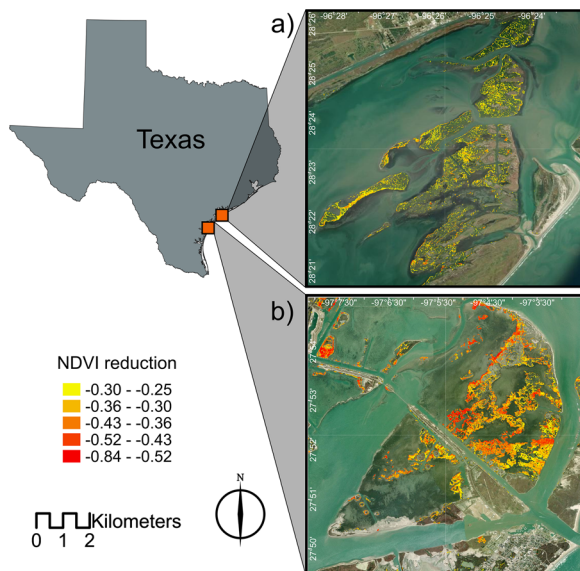 a)
-96°28' -96°27' -96°26' -96°25' -96°24'
28°26'
28°25'
28°24'
28°23'
28°22'
28°21'
Texas
b)
-97°7'30" -97°6'30" -97°5'30" -97°4'30" -97°3'30"
27°54'
27°53'
27°52'
27°51'
27°50'
NDVI reduction
-0.30 - -0.25
-0.36 - -0.30
-0.43 - -0.36
-0.52 - -0.43
-0.84 - -0.52
Kilometers
0 1 2
N